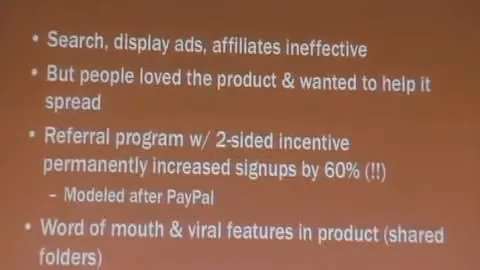 • Search, display ads, affiliates ineffective
• But people loved the product & wanted to help it
spread
• Referral program w/ 2-sided incentive
permanently increased signups by 60% (!!)
– Modeled after PayPal
• Word of mouth & viral features in product (shared
folders)